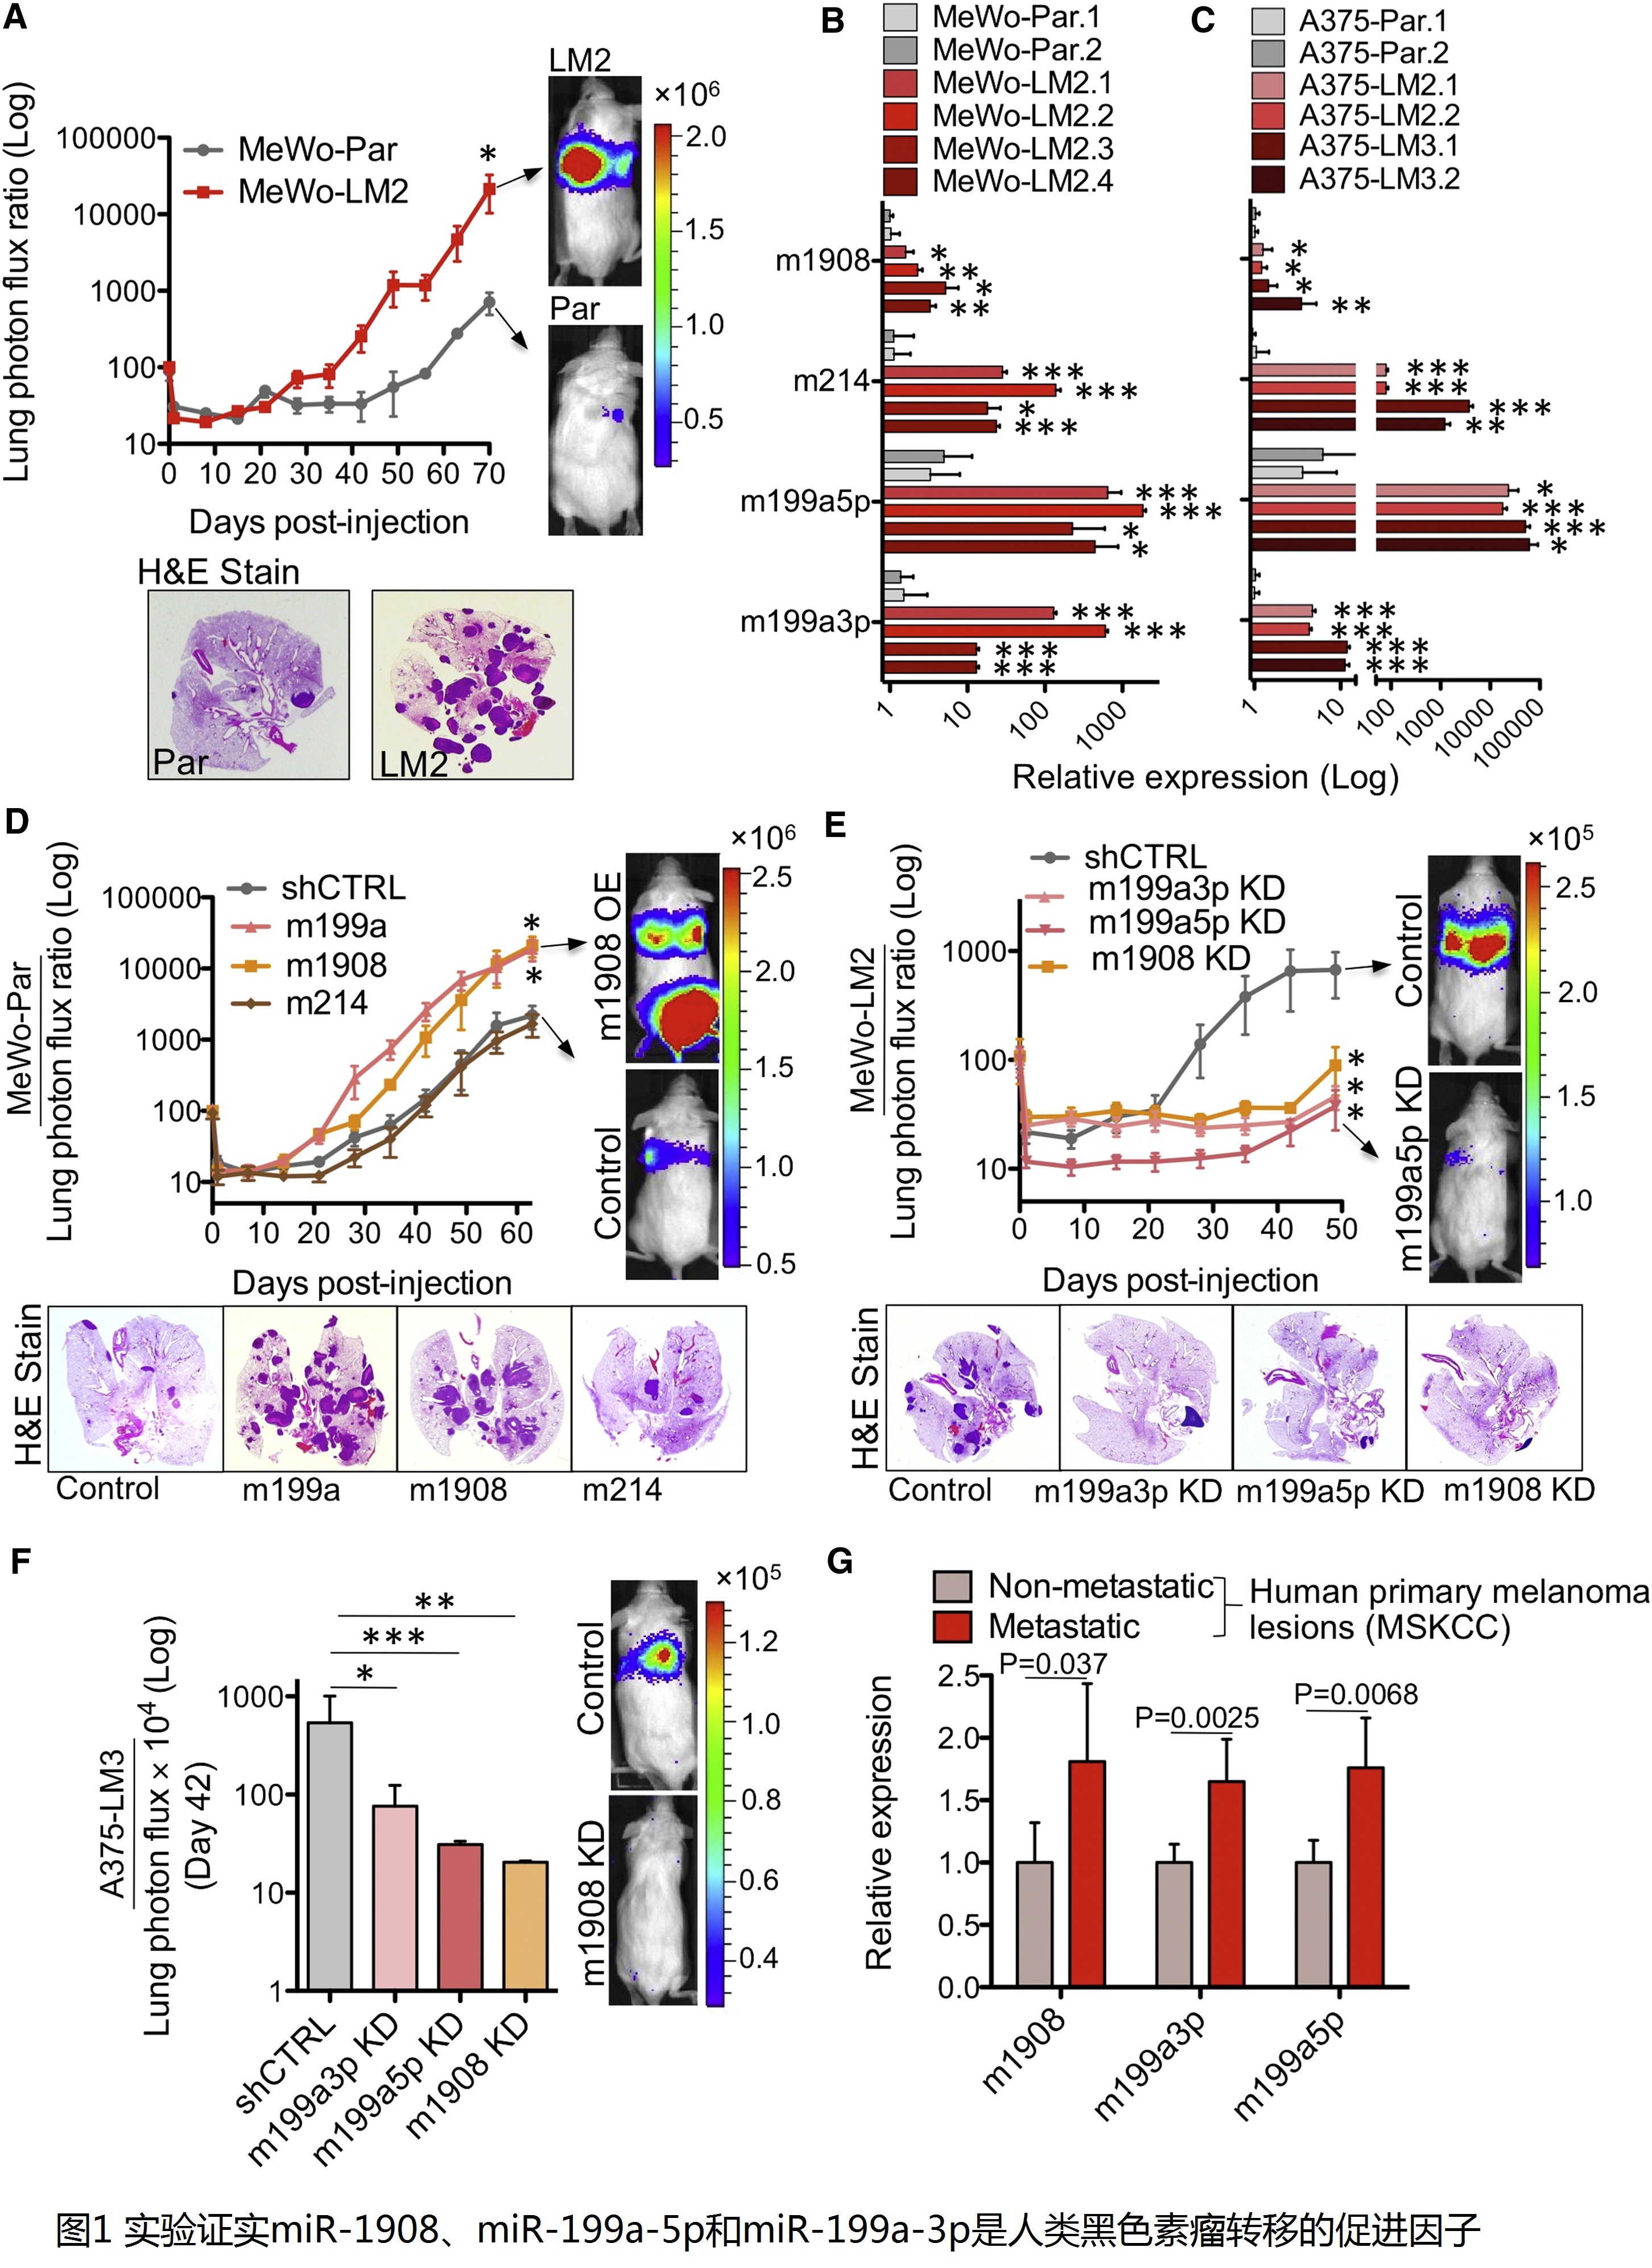 A
LM2
×10⁶
2.0
1.5
1.0
0.5
Par
Lung photon flux ratio (Log)
100000
10000
1000
100
10
MeWo-Par
MeWo-LM2
*
0 10 20 30 40 50 60 70
Days post-injection
H&E Stain
Par
LM2
B
MeWo-Par.1
MeWo-Par.2
MeWo-LM2.1
MeWo-LM2.2
MeWo-LM2.3
MeWo-LM2.4
m1908
*
**
*
**
m214
***
***
*
***
m199a5p
***
***
*
*
m199a3p
***
***
***
***
1 10 100 1000
C
A375-Par.1
A375-Par.2
A375-LM2.1
A375-LM2.2
A375-LM3.1
A375-LM3.2
*
*
*
**
***
***
***
**
*
***
***
*
***
***
***
***
1 10 100 1000 10000 100000
Relative expression (Log)
D
MeWo-Par
Lung photon flux ratio (Log)
100000
10000
1000
100
10
shCTRL
m199a
m1908
m214
*
*
0 10 20 30 40 50 60
Days post-injection
m1908 OE
Control
×10⁶
2.5
2.0
1.5
1.0
0.5
H&E Stain
Control m199a m1908 m214
E
MeWo-LM2
Lung photon flux ratio (Log)
1000
100
10
shCTRL
m199a3p KD
m199a5p KD
m1908 KD
*
*
*
0 10 20 30 40 50
Days post-injection
Control
m199a5p KD
×10⁵
2.5
2.0
1.5
1.0
H&E Stain
Control m199a3p KD m199a5p KD m1908 KD
F
A375-LM3
Lung photon flux × 10⁴ (Log)
(Day 42)
1000
100
10
1
**
***
*
shCTRL
m199a3p KD
m199a5p KD
m1908 KD
Control
m1908 KD
×10⁵
1.2
1.0
0.8
0.6
0.4
G
Non-metastatic
Metastatic
Human primary melanoma
lesions (MSKCC)
Relative expression
2.5
2.0
1.5
1.0
0.5
0.0
P=0.037
P=0.0025
P=0.0068
m1908
m199a3p
m199a5p
图1 实验证实miR-1908、miR-199a-5p和miR-199a-3p是人类黑色素瘤转移的促进因子